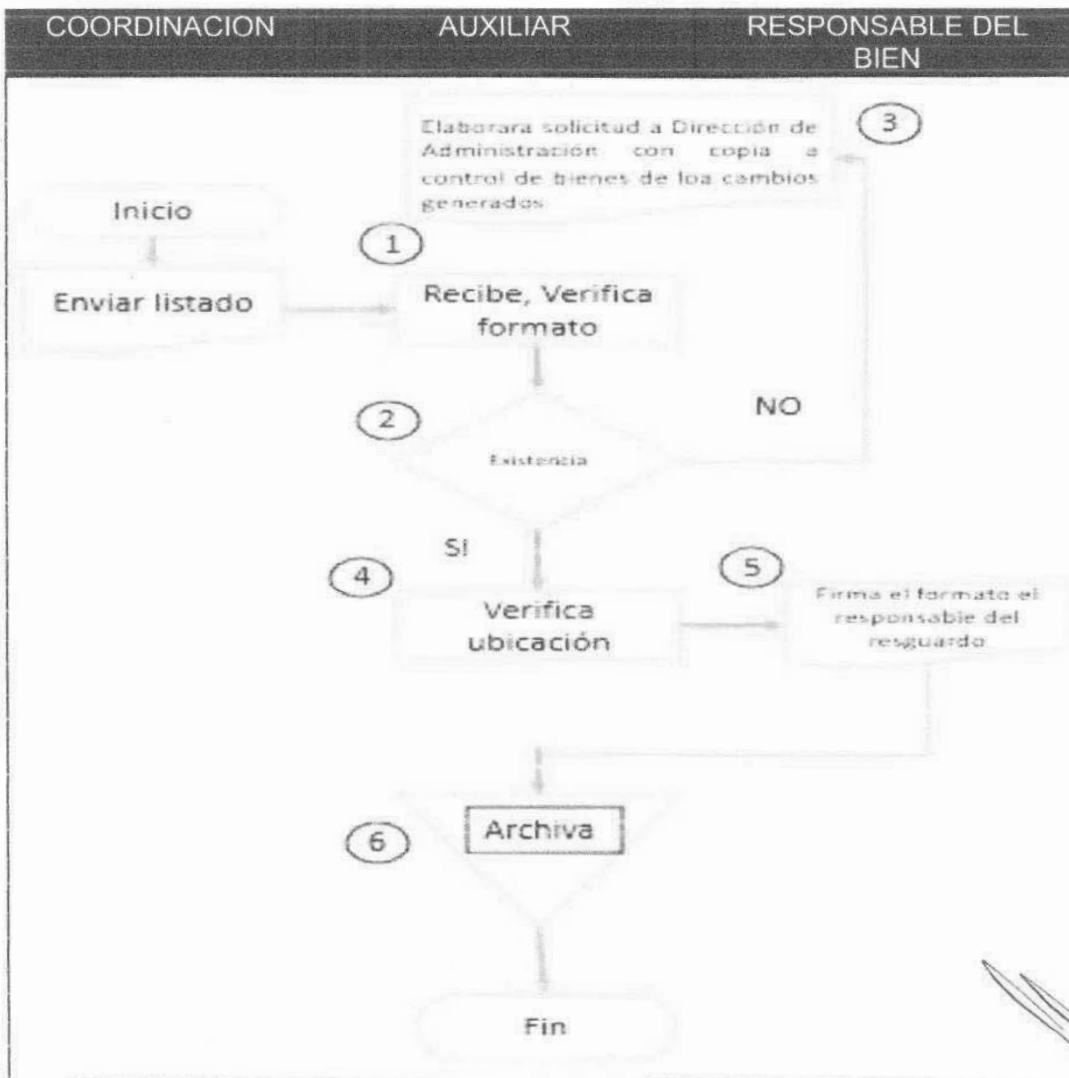 COORDINACION
AUXILIAR
RESPONSABLE DEL
BIEN
Elaborara solicitud a Dirección de
Administración con copia a
control de bienes de loa cambios
generados
3
Inicio
1
Enviar listado
Recibe, Verifica
formato
2
Existencia
NO
SI
4
Verifica
ubicación
5
Firma el formato el
responsable del
resguardo
6
Archiva
Fin